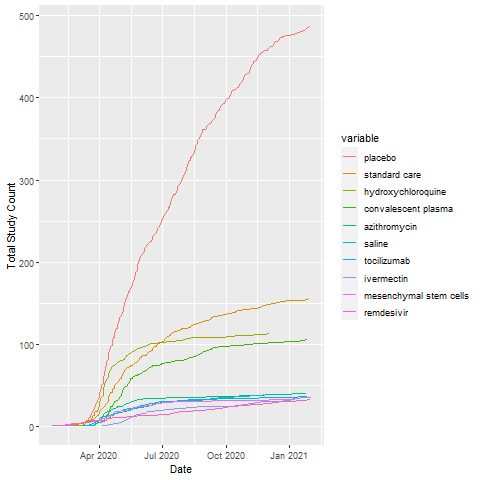 500
400
300
200
100
0
Total Study Count
Apr 2020
Jul 2020
Oct 2020
Jan 2021
Date
variable
placebo
standard care
hydroxychloroquine
convalescent plasma
azithromycin
saline
tocilizumab
ivermectin
mesenchymal stem cells
remdesivir